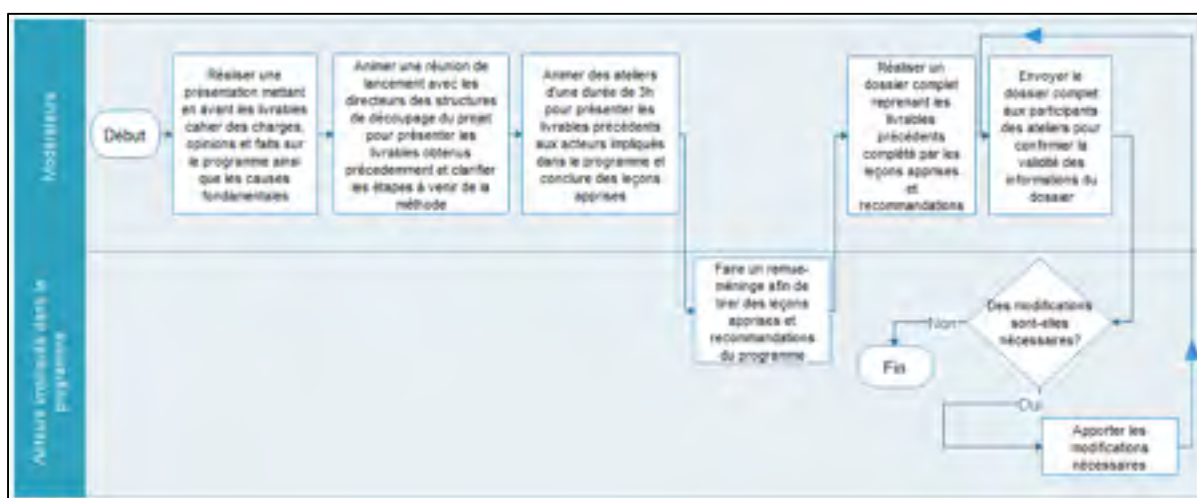 Modérateurs
Début
Réaliser une
présentation mettant
en avant les livrables
cahier des charges,
opinions et faits sur
le programme ainsi
que les causes
fondamentales
Animer une réunion de
lancement avec les
directeurs des structures
de découpage du projet
pour présenter les
livrables obtenus
précedemment et clarifier
les étapes à venir de la
méthode
Animer des ateliers
d'une durée de 3h
pour présenter les
livrables précédents
aux acteurs impliqués
dans le programme et
conclure des leçons
apprises
Réaliser un
dossier complet
reprenant les
livrables
précédents
complété par les
leçons apprises
et
recommandations
Envoyer le
dossier complet
aux participants
des ateliers pour
confirmer la
validité des
informations du
dossier
Acteurs impliqués dans le
programme
Faire un remue-
méninge afin de
tirer des leçons
apprises et
recommandations
du programme
Des modifications
sont-elles
nécessaires?
Non
Fin
Oui
Apporter les
modifications
nécessaires